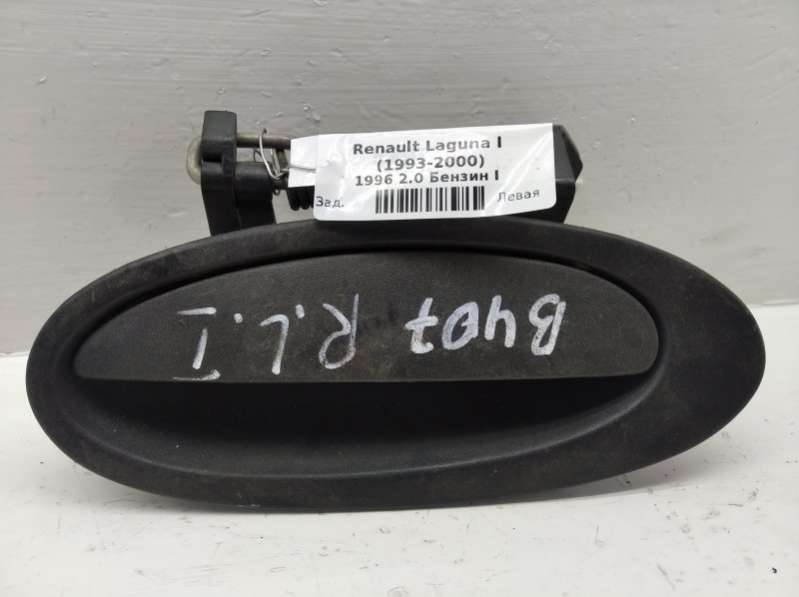 Renault Laguna I
(1993-2000)
1996 2.0 Бензин I
Зад. Левая
B407 R.L.I